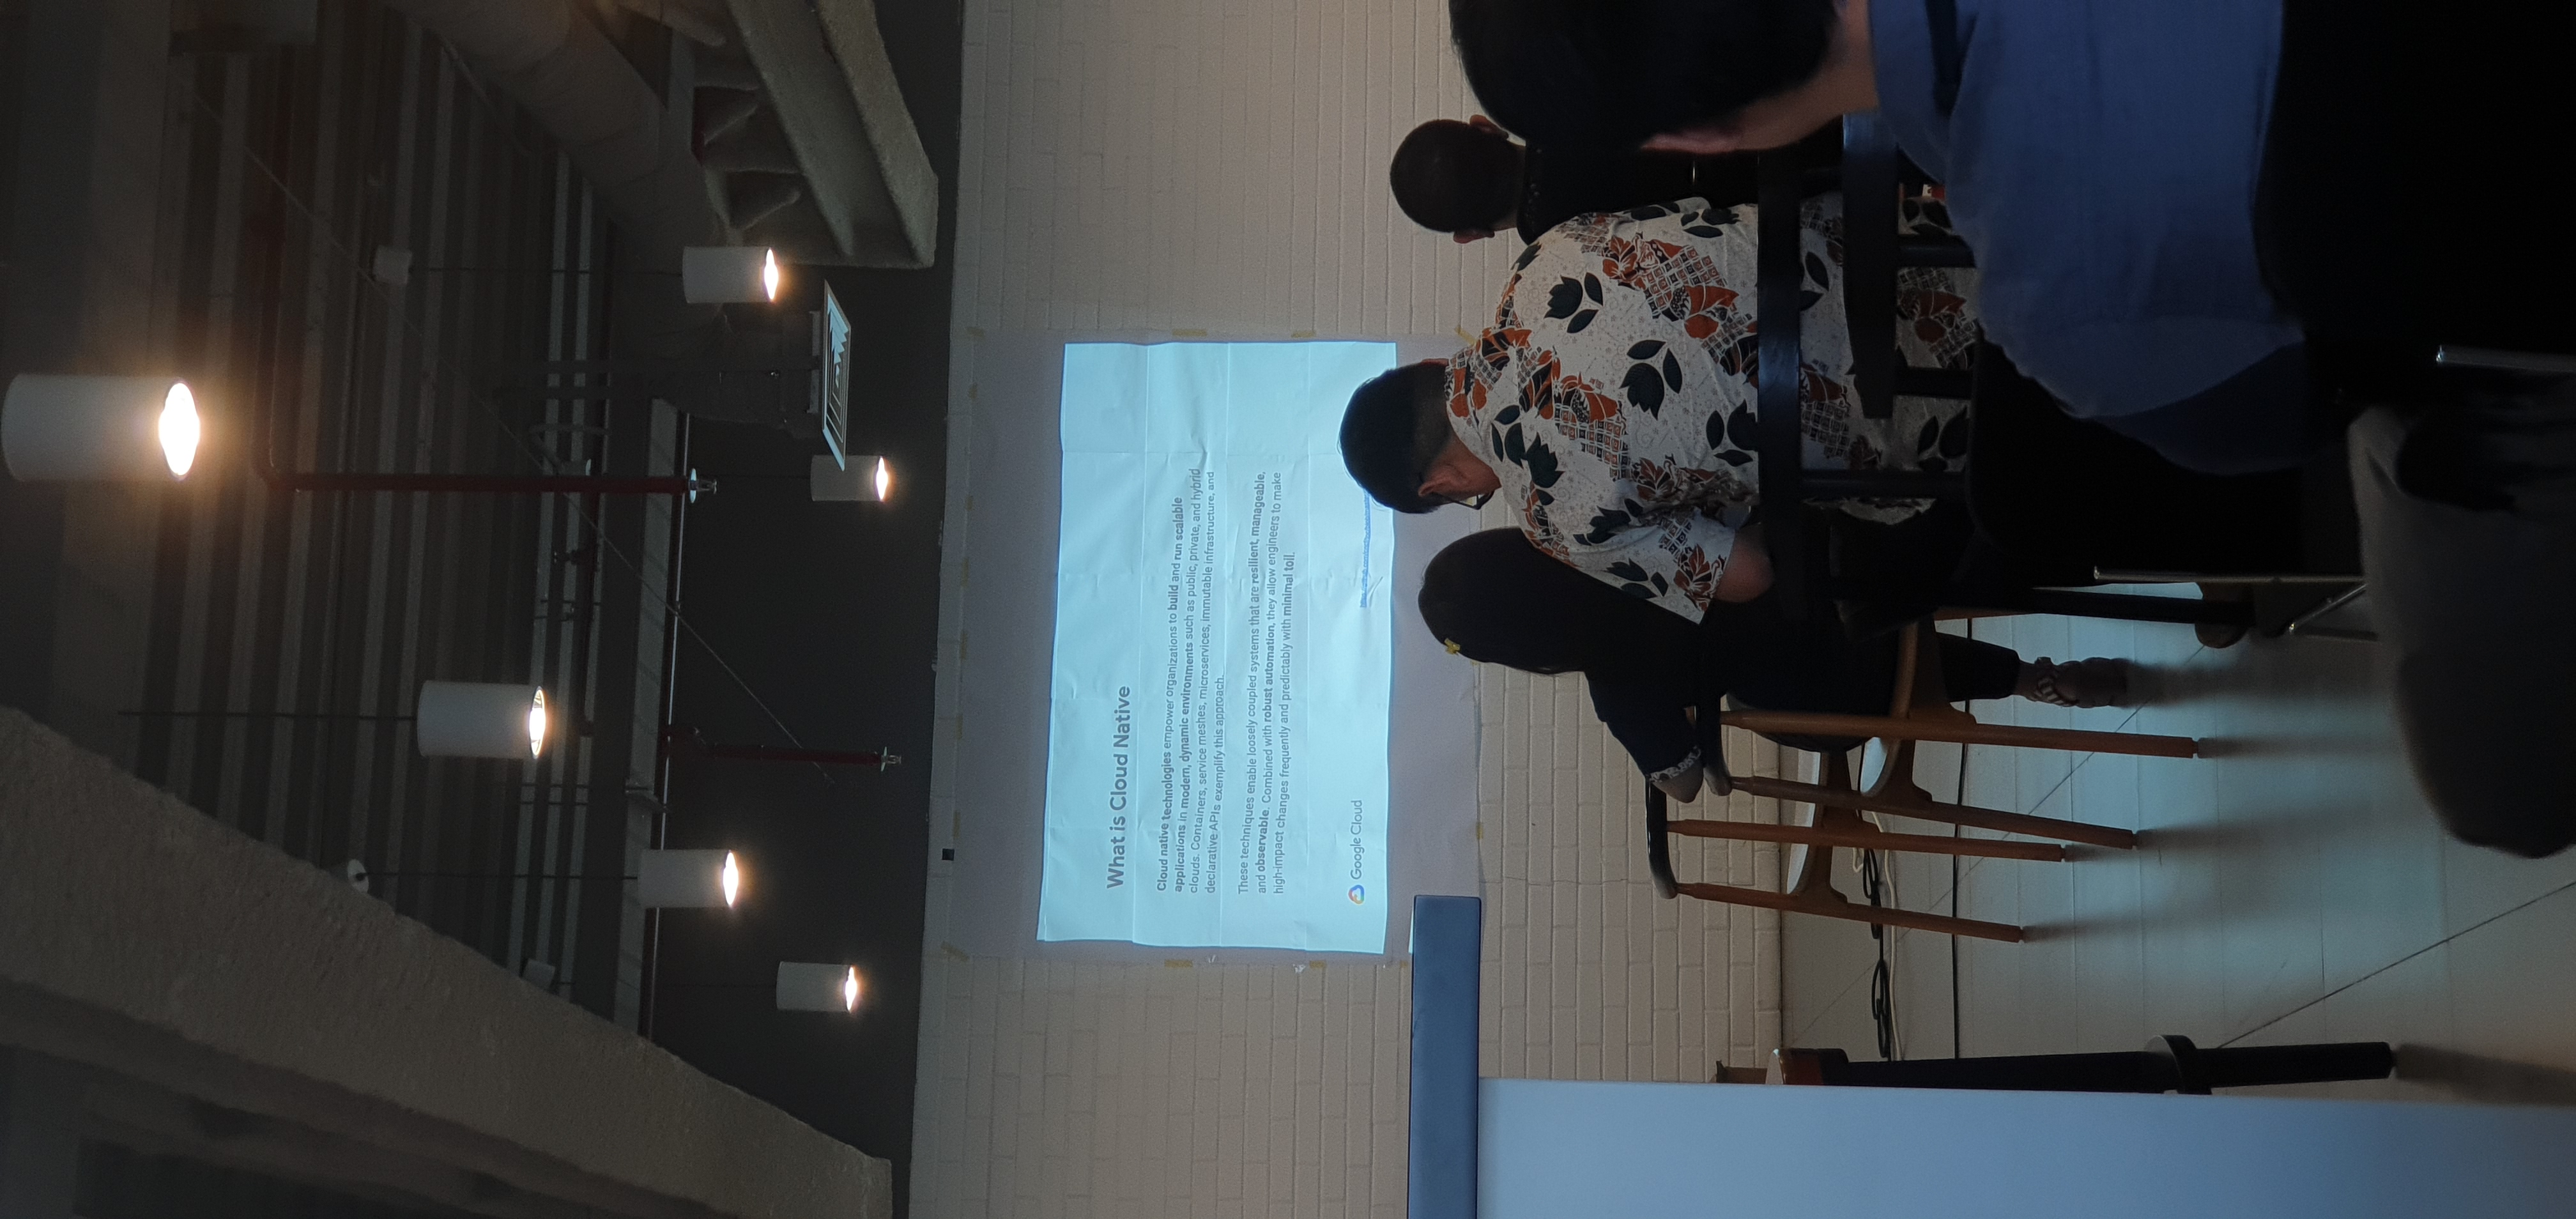 What is Cloud Native
Cloud native technologies empower organizations to build and run scalable
applications in modern, dynamic environments such as public, private, and hybrid
clouds. Containers, service meshes, microservices, immutable infrastructure, and
declarative APIs exemplify this approach.
These techniques enable loosely coupled systems that are resilient, manageable,
and observable. Combined with robust automation, they allow engineers to make
high-impact changes frequently and predictably with minimal toil.
Google Cloud